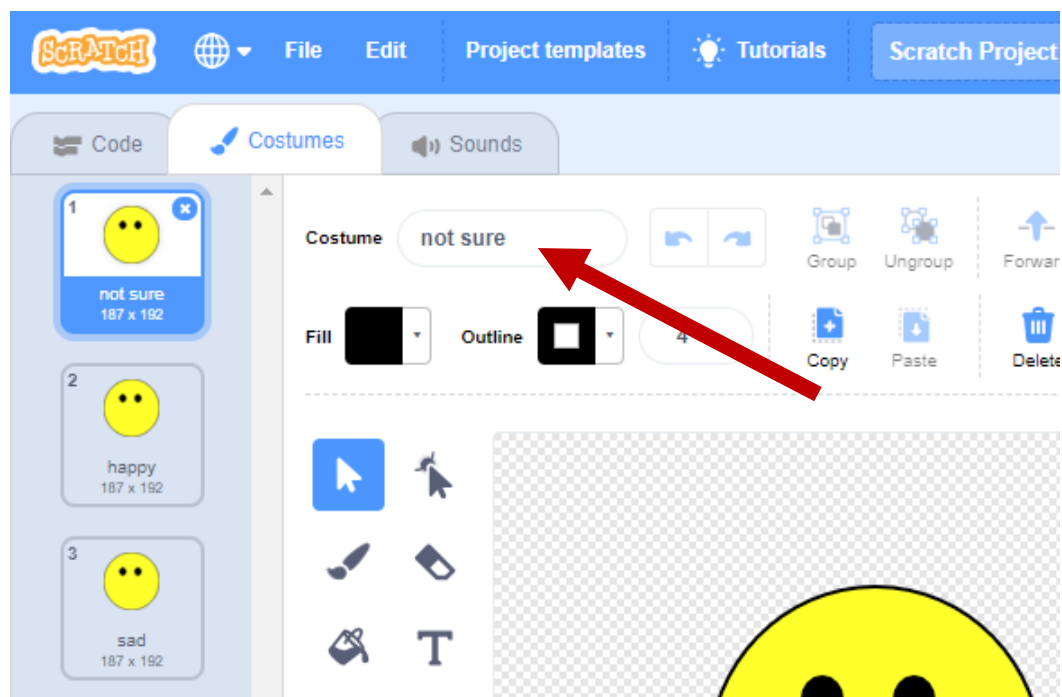 SCRATCH File Edit Project templates Tutorials Scratch Project
Code Costumes Sounds
1
not sure
187 x 192
2
happy
187 x 192
3
sad
187 x 192
Costume not sure
Group Ungroup Forwar
Fill Outline 4
Copy Paste Delete
T